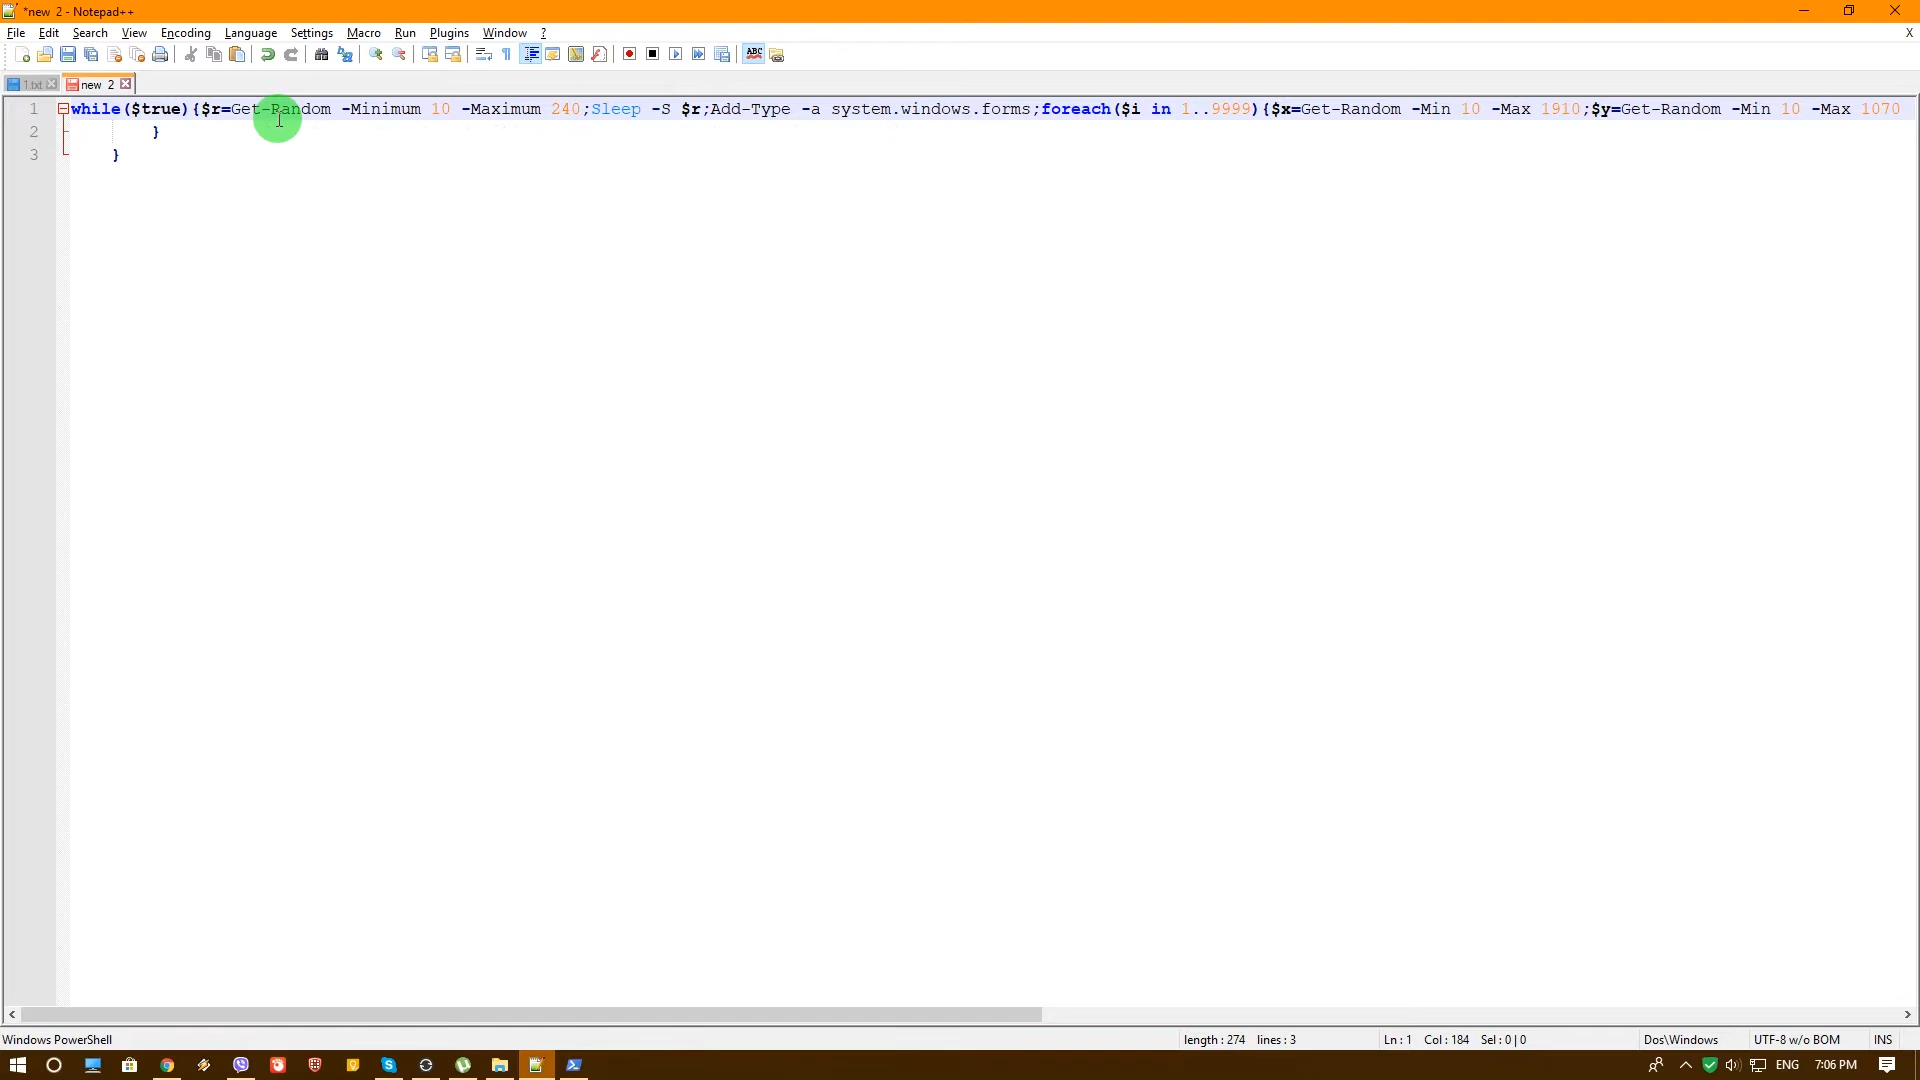 *new 2 - Notepad++
File Edit Search View Encoding Language Settings Macro Run Plugins Window ? X
ABC
1.txt new 2
1 while($true){$r=Get-Random -Minimum 10 -Maximum 240;Sleep -S $r;Add-Type -a system.windows.forms;foreach($i in 1..9999){$x=Get-Random -Min 10 -Max 1910;$y=Get-Random -Min 10 -Max 1070
2 }
3 }
Windows PowerShell length : 274 lines : 3 Ln : 1 Col : 184 Sel : 0 | 0 Dos\Windows UTF-8 w/o BOM INS
ENG 7:06 PM